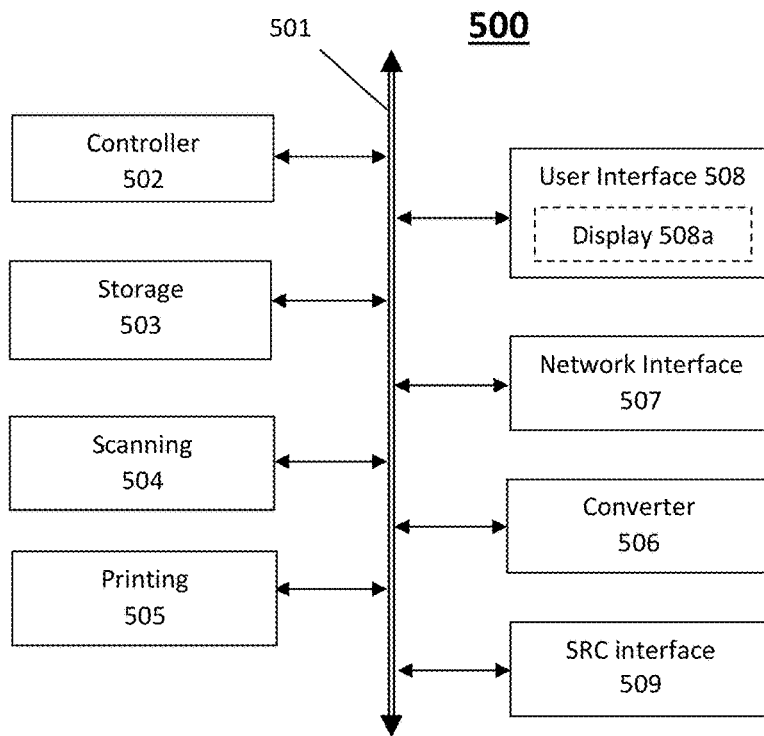 500
501
Controller
502
Storage
503
Scanning
504
Printing
505
User Interface 508
Display 508a
Network Interface
507
Converter
506
SRC interface
509